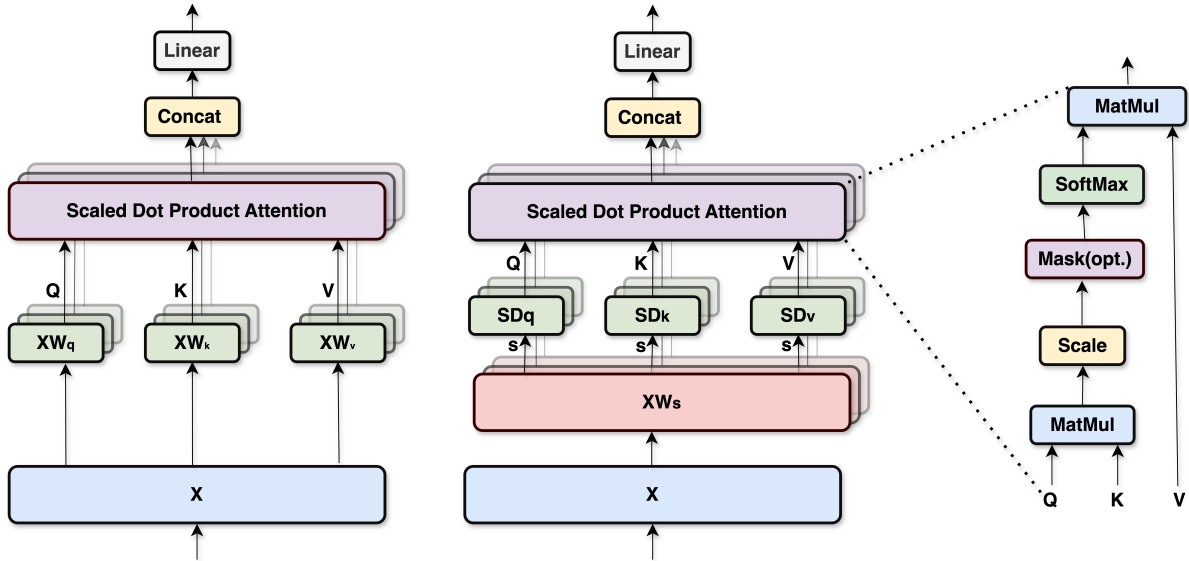 Linear
Concat
Scaled Dot Product Attention
Q
K
V
XWq
XWk
XWv
X
Linear
Concat
Scaled Dot Product Attention
Q
K
V
SDq
SDk
SDv
s
s
s
XWs
X
MatMul
SoftMax
Mask(opt.)
Scale
MatMul
Q
K
V